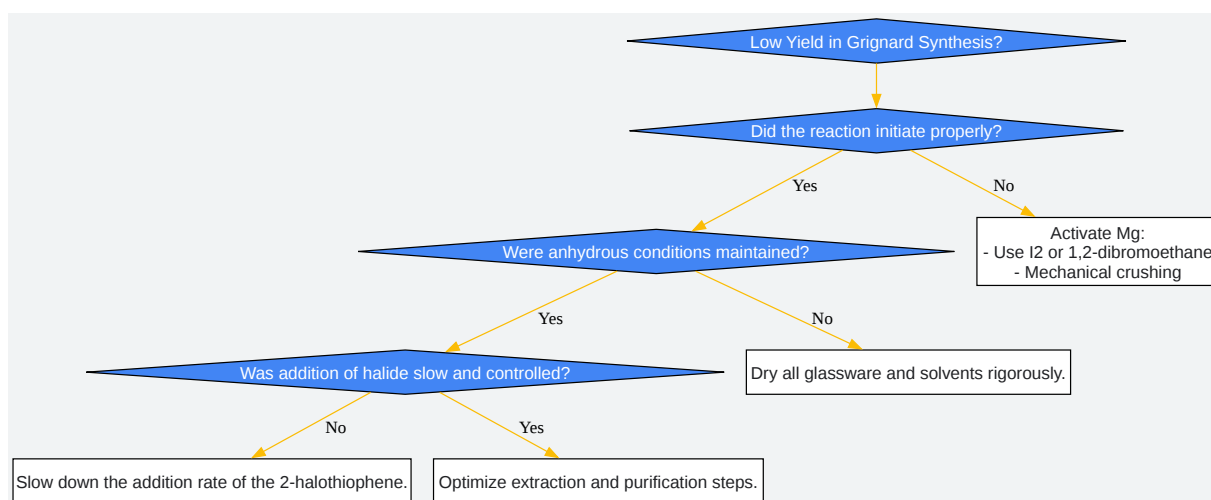 Low Yield in Grignard Synthesis?
Did the reaction initiate properly?
Yes
No
Activate Mg:
- Use I2 or 1,2-dibromoethane
- Mechanical crushing
Were anhydrous conditions maintained?
Yes
No
Dry all glassware and solvents rigorously.
Was addition of halide slow and controlled?
No
Yes
Slow down the addition rate of the 2-halothiophene.
Optimize extraction and purification steps.